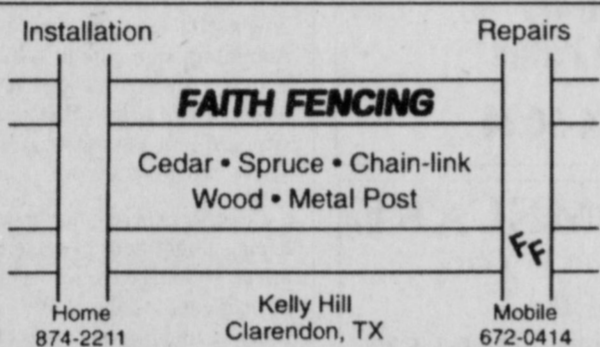 Installation
Repairs
FAITH FENCING
Cedar • Spruce • Chain-link
Wood • Metal Post
FF
Home
874-2211
Kelly Hill
Clarendon, TX
Mobile
672-0414